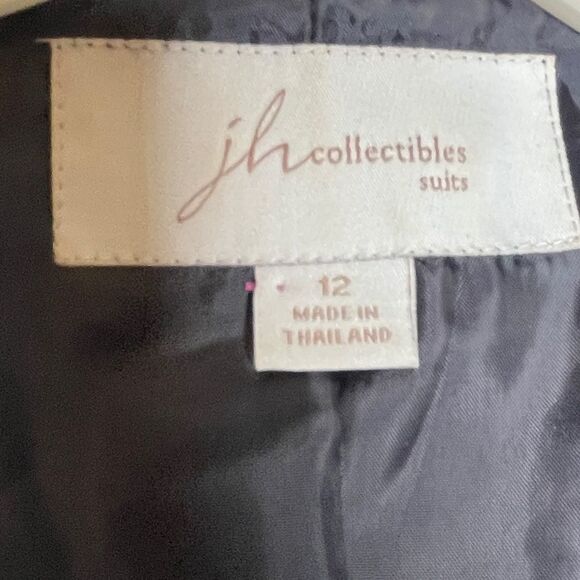 jh collectibles
suits
12
MADE IN
THAILAND